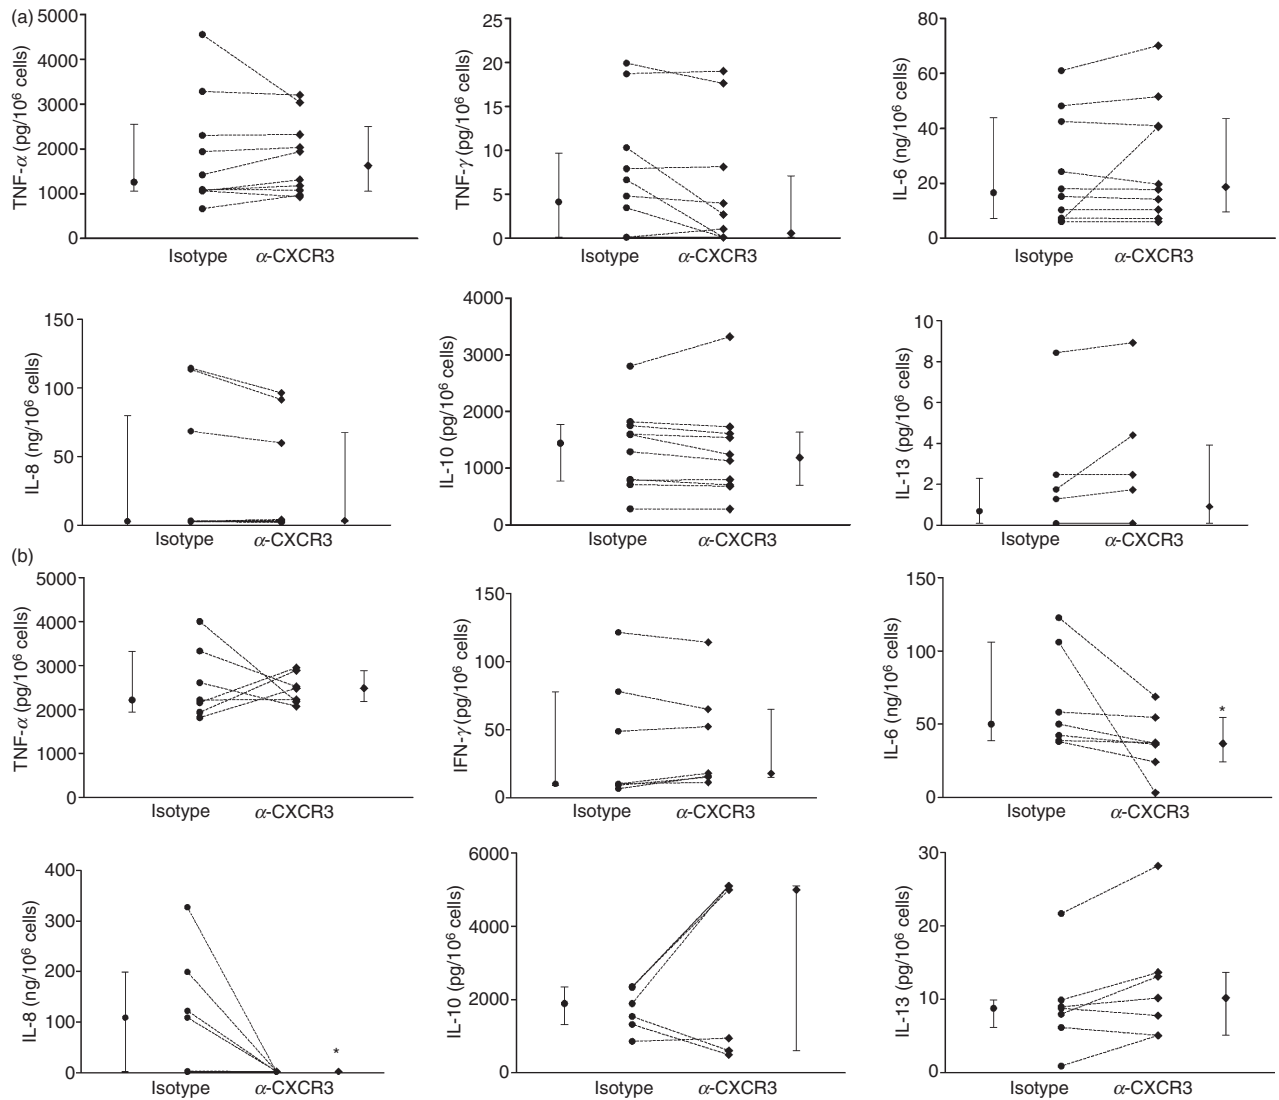 (a)
TNF-α (pg/10⁶ cells)
5000
4000
3000
2000
1000
0
Isotype α-CXCR3
TNF-γ (pg/10⁶ cells)
25
20
15
10
5
0
Isotype α-CXCR3
IL-6 (ng/10⁶ cells)
80
60
40
20
0
Isotype α-CXCR3
IL-8 (ng/10⁶ cells)
150
100
50
0
Isotype α-CXCR3
IL-10 (pg/10⁶ cells)
4000
3000
2000
1000
0
Isotype α-CXCR3
IL-13 (pg/10⁶ cells)
10
8
6
4
2
0
Isotype α-CXCR3
(b)
TNF-α (pg/10⁶ cells)
5000
4000
3000
2000
1000
0
Isotype α-CXCR3
IFN-γ (pg/10⁶ cells)
150
100
50
0
Isotype α-CXCR3
IL-6 (ng/10⁶ cells)
150
100
50
0
*
Isotype α-CXCR3
IL-8 (ng/10⁶ cells)
400
300
200
100
0
*
Isotype α-CXCR3
IL-10 (pg/10⁶ cells)
6000
4000
2000
0
Isotype α-CXCR3
IL-13 (pg/10⁶ cells)
30
20
10
0
Isotype α-CXCR3